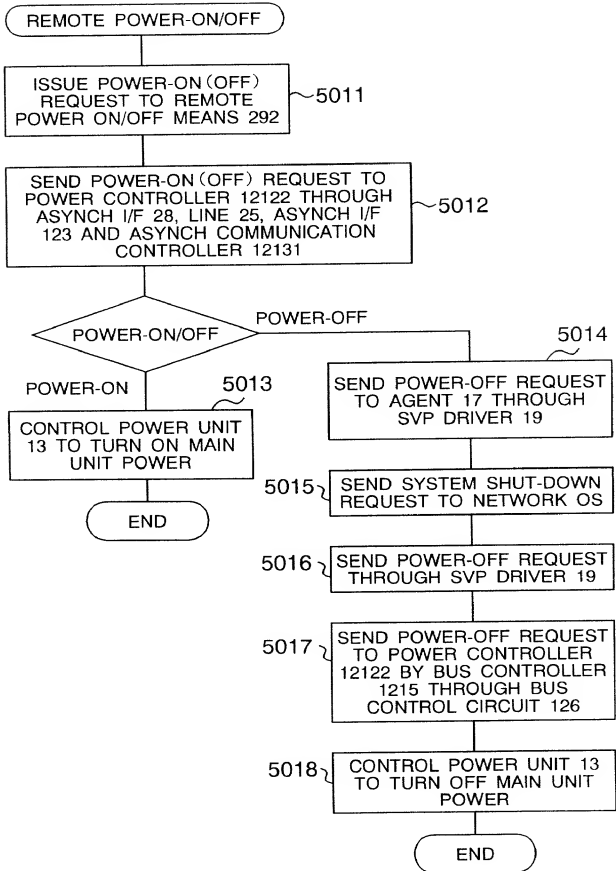 REMOTE POWER-ON/OFF
ISSUE POWER-ON(OFF)
REQUEST TO REMOTE
POWER ON/OFF MEANS 292
5011
SEND POWER-ON(OFF) REQUEST TO
POWER CONTROLLER 12122 THROUGH
ASYNCH I/F 28, LINE 25, ASYNCH I/F
123 AND ASYNCH COMMUNICATION
CONTROLLER 12131
5012
POWER-ON/OFF
POWER-OFF
POWER-ON
5013
CONTROL POWER UNIT
13 TO TURN ON MAIN
UNIT POWER
END
5014
SEND POWER-OFF REQUEST
TO AGENT 17 THROUGH
SVP DRIVER 19
5015
SEND SYSTEM SHUT-DOWN
REQUEST TO NETWORK OS
5016
SEND POWER-OFF REQUEST
THROUGH SVP DRIVER 19
5017
SEND POWER-OFF REQUEST
TO POWER CONTROLLER
12122 BY BUS CONTROLLER
1215 THROUGH BUS
CONTROL CIRCUIT 126
5018
CONTROL POWER UNIT 13
TO TURN OFF MAIN UNIT
POWER
END